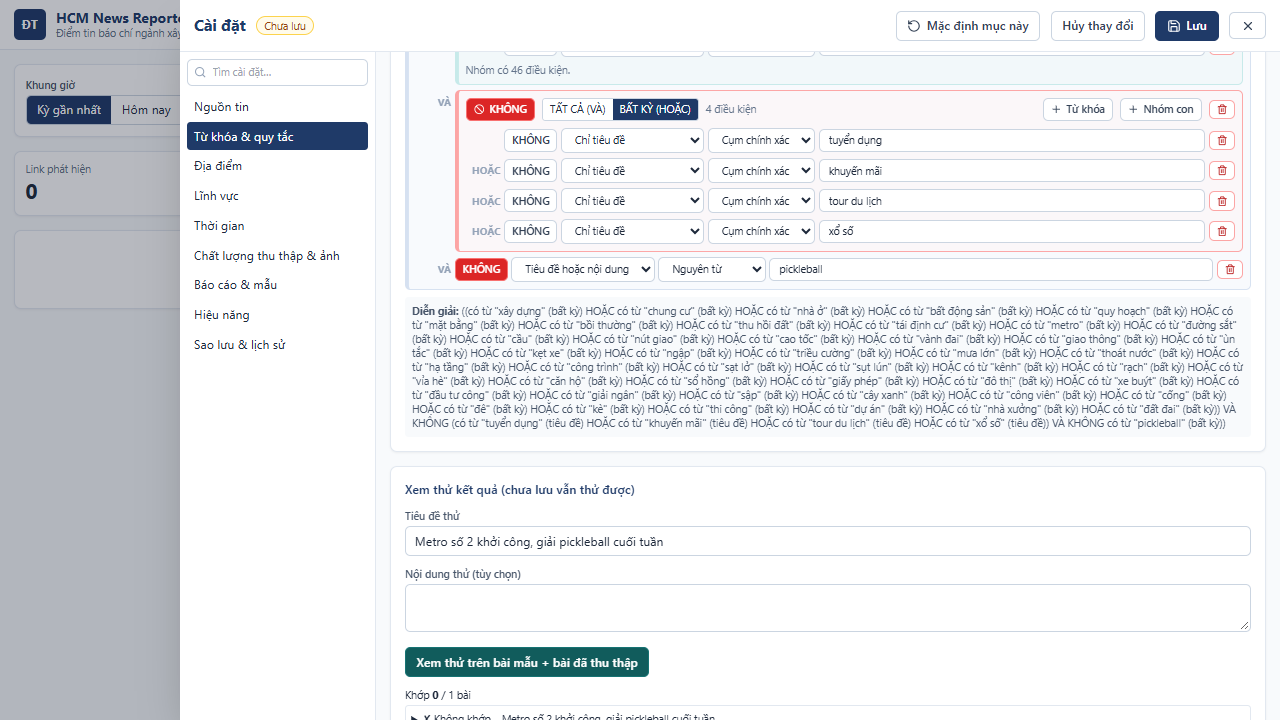 ĐT
HCM News Reporte
Điểm tin báo chí ngành xây
Cài đặt
Chưa lưu
Mặc định mục này
Hủy thay đổi
Lưu
Khung giờ
Kỳ gần nhất
Hôm nay
Link phát hiện
0
Tìm cài đặt...
Nguồn tin
Từ khóa & quy tắc
Địa điểm
Lĩnh vực
Thời gian
Chất lượng thu thập & ảnh
Báo cáo & mẫu
Hiệu năng
Sao lưu & lịch sử
Nhóm có 46 điều kiện.
VÀ
KHÔNG
TẤT CẢ (VÀ)
BẤT KỲ (HOẶC)
4 điều kiện
+ Từ khóa
+ Nhóm con
KHÔNG Chỉ tiêu đề Cụm chính xác tuyển dụng
HOẶC KHÔNG Chỉ tiêu đề Cụm chính xác khuyến mãi
HOẶC KHÔNG Chỉ tiêu đề Cụm chính xác tour du lịch
HOẶC KHÔNG Chỉ tiêu đề Cụm chính xác xổ số
VÀ KHÔNG Tiêu đề hoặc nội dung Nguyên từ pickleball
Diễn giải: ((có từ "xây dựng" (bất kỳ) HOẶC có từ "chung cư" (bất kỳ) HOẶC có từ "nhà ở" (bất kỳ) HOẶC có từ "bất động sản" (bất kỳ) HOẶC có từ "quy hoạch" (bất kỳ) HOẶC có từ
"mặt bằng" (bất kỳ) HOẶC có từ "bồi thường" (bất kỳ) HOẶC có từ "thu hồi đất" (bất kỳ) HOẶC có từ "tái định cư" (bất kỳ) HOẶC có từ "metro" (bất kỳ) HOẶC có từ "đường sắt"
(bất kỳ) HOẶC có từ "cầu" (bất kỳ) HOẶC có từ "nút giao" (bất kỳ) HOẶC có từ "cao tốc" (bất kỳ) HOẶC có từ "vành đai" (bất kỳ) HOẶC có từ "giao thông" (bất kỳ) HOẶC có từ "ùn
tắc" (bất kỳ) HOẶC có từ "kẹt xe" (bất kỳ) HOẶC có từ "ngập" (bất kỳ) HOẶC có từ "triều cường" (bất kỳ) HOẶC có từ "mưa lớn" (bất kỳ) HOẶC có từ "thoát nước" (bất kỳ) HOẶC có từ
"hạ tầng" (bất kỳ) HOẶC có từ "công trình" (bất kỳ) HOẶC có từ "sạt lở" (bất kỳ) HOẶC có từ "sụt lún" (bất kỳ) HOẶC có từ "kênh" (bất kỳ) HOẶC có từ "rạch" (bất kỳ) HOẶC có từ
"vỉa hè" (bất kỳ) HOẶC có từ "căn hộ" (bất kỳ) HOẶC có từ "sổ hồng" (bất kỳ) HOẶC có từ "giấy phép" (bất kỳ) HOẶC có từ "đô thị" (bất kỳ) HOẶC có từ "xe buýt" (bất kỳ) HOẶC có từ
"đầu tư công" (bất kỳ) HOẶC có từ "giải ngân" (bất kỳ) HOẶC có từ "sập" (bất kỳ) HOẶC có từ "cây xanh" (bất kỳ) HOẶC có từ "công viên" (bất kỳ) HOẶC có từ "cống" (bất kỳ)
HOẶC có từ "đê" (bất kỳ) HOẶC có từ "kè" (bất kỳ) HOẶC có từ "thi công" (bất kỳ) HOẶC có từ "dự án" (bất kỳ) HOẶC có từ "nhà xưởng" (bất kỳ) HOẶC có từ "đất đai" (bất kỳ)) VÀ
KHÔNG (có từ "tuyển dụng" (tiêu đề) HOẶC có từ "khuyến mãi" (tiêu đề) HOẶC có từ "tour du lịch" (tiêu đề) HOẶC có từ "xổ số" (tiêu đề)) VÀ KHÔNG có từ "pickleball" (bất kỳ))
Xem thử kết quả (chưa lưu vẫn thử được)
Tiêu đề thử
Metro số 2 khởi công, giải pickleball cuối tuần
Nội dung thử (tùy chọn)
Xem thử trên bài mẫu + bài đã thu thập
Khớp 0 / 1 bài
▶ ✗ Không khớp Metro số 2 khởi công, giải pickleball cuối tuần